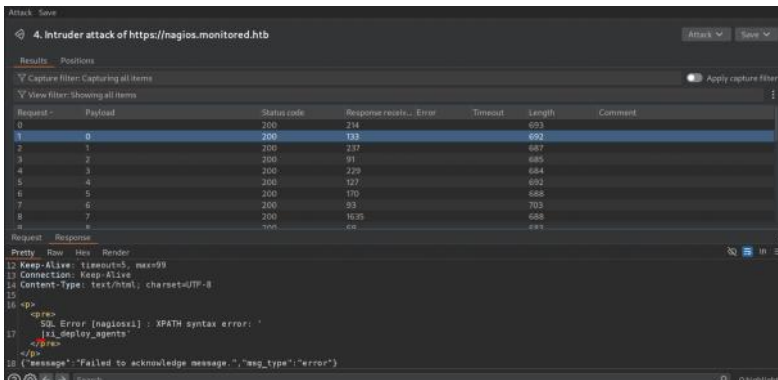 Attack Save
4. Intruder attack of https://nagios.monitored.htb
Attack Save
Results Positions
Capture filter: Capturing all items
Apply capture filter
View filter: Showing all items
Request Payload Status code Response receiv... Error Timeout Length Comment
0 200 214 693
1 0 200 133 692
2 1 200 237 687
3 2 200 91 685
4 3 200 229 684
5 4 200 127 692
6 5 200 170 688
7 6 200 93 703
8 7 200 1635 688
Request Response
Pretty Raw Hex Render
12 Keep-Alive: timeout=5, max=99
13 Connection: Keep-Alive
14 Content-Type: text/html; charset=UTF-8
15
16 <p>
<pre>
SQL Error [nagiosxi] : XPATH syntax error: '
17 |xi_deploy_agents'
</pre>
</p>
18 {"message":"Failed to acknowledge message.","msg_type":"error"}
Search